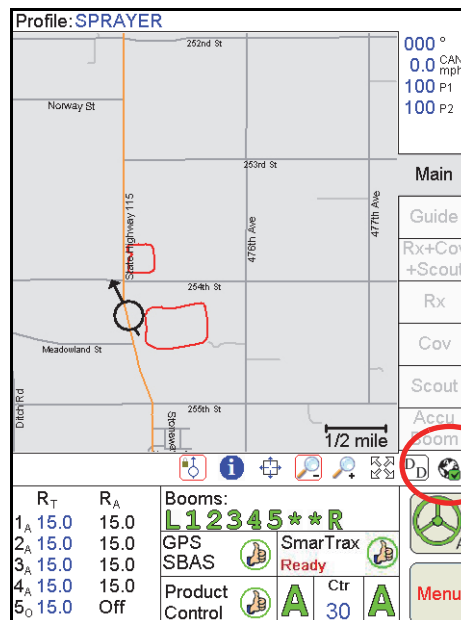 Profile: SPRAYER
252nd St
000 °
0.0 CAN mph
100 P1
100 P2
Norway St
253rd St
Main
State Highway 115
476th Ave
477th Ave
Guide
Rx+Cov
+Scout
254th St
Rx
Meadowland St
Cov
Scout
Ditch Rd
255th St
Accu
Boom
1/2 mile
DD
RT RA
1A 15.0 15.0
2A 15.0 15.0
3A 15.0 15.0
4A 15.0 15.0
5O 15.0 Off
Booms:
L12345**R
GPS
SBAS
SmarTrax
Ready
A
Product
Control
A
Ctr
30
A
Menu